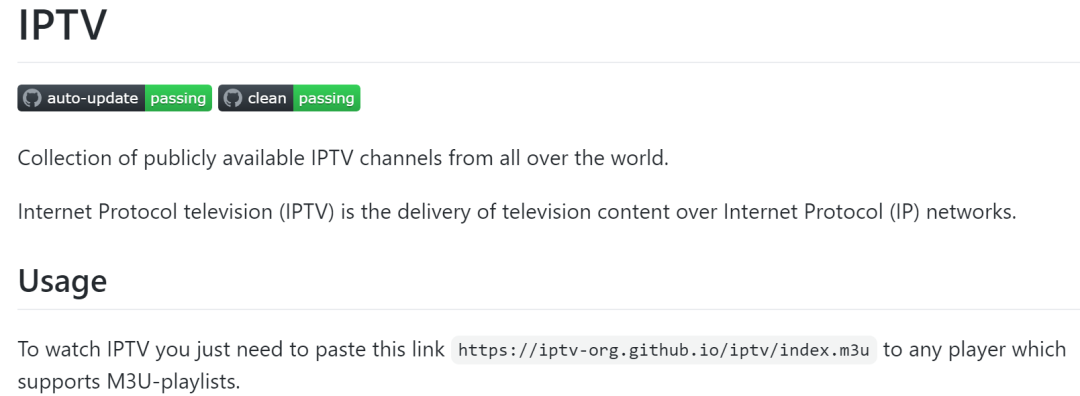 IPTV
auto-update passing clean passing
Collection of publicly available IPTV channels from all over the world.
Internet Protocol television (IPTV) is the delivery of television content over Internet Protocol (IP) networks.
Usage
To watch IPTV you just need to paste this link https://iptv-org.github.io/iptv/index.m3u to any player which
supports M3U-playlists.